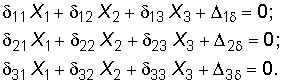 δ₁₁ X₁ + δ₁₂ X₂ + δ₁₃ X₃ + Δ₁δ = 0;
δ₂₁ X₁ + δ₂₂ X₂ + δ₂₃ X₃ + Δ₂δ = 0;
δ₃₁ X₁ + δ₃₂ X₂ + δ₃₃ X₃ + Δ₃δ = 0.